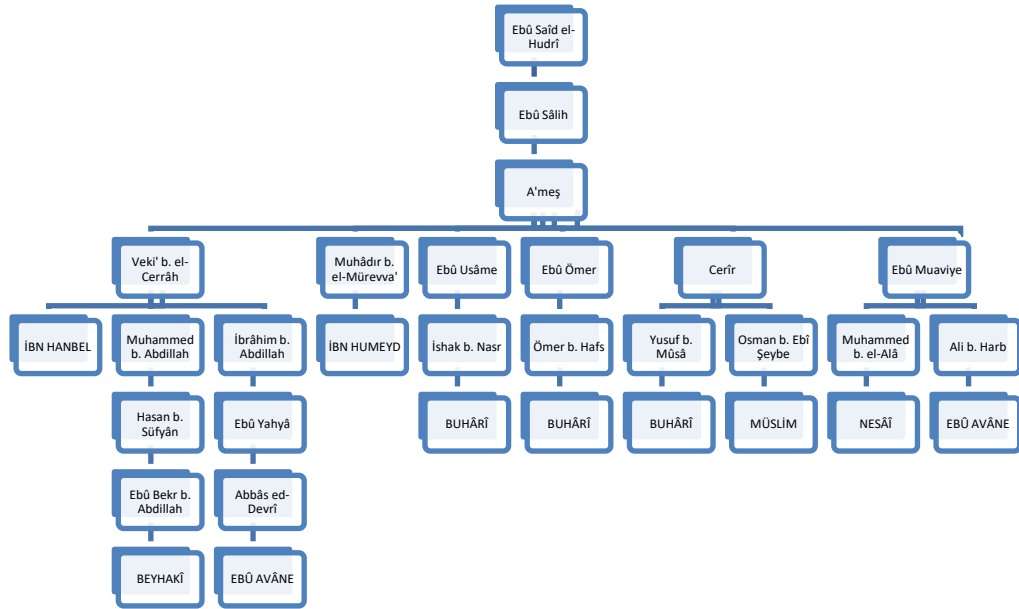 Ebû Saîd el-
Hudrî
Ebû Sâlih
A'meş
Veki' b. el-
Cerrâh
Muhâdır b.
el-Mürevva'
Ebû Usâme
Ebû Ömer
Cerîr
Ebû Muaviye
İBN HANBEL
Muhammed
b. Abdillah
İbrâhim b.
Abdillah
İBN HUMEYD
İshak b. Nasr
Ömer b. Hafs
Yusuf b.
Mûsâ
Osman b. Ebî
Şeybe
Muhammed
b. el-Alâ
Ali b. Harb
Hasan b.
Süfyân
Ebû Yahyâ
BUHÂRÎ
BUHÂRÎ
BUHÂRÎ
MÜSLİM
NESÂÎ
EBÛ AVÂNE
Ebû Bekr b.
Abdillah
Abbâs ed-
Devrî
BEYHAKÎ
EBÛ AVÂNE